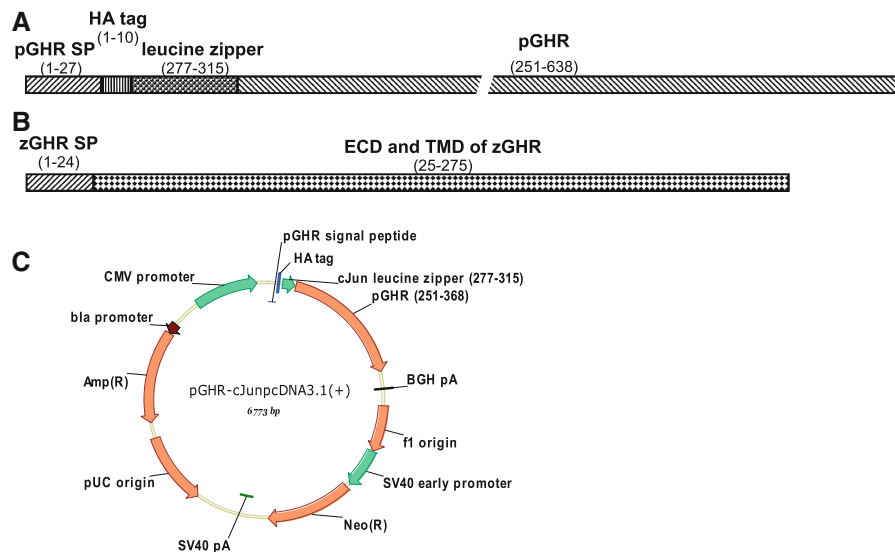 A
HA tag
(1-10)
pGHR SP
(1-27)
leucine zipper
(277-315)
pGHR
(251-638)
B
zGHR SP
(1-24)
ECD and TMD of zGHR
(25-275)
C
pGHR signal peptide
HA tag
CMV promoter
cJun leucine zipper (277-315)
pGHR (251-368)
bla promoter
Amp(R)
pGHR-cJunpcDNA3.1(+)
6773 bp
BGH pA
f1 origin
pUC origin
SV40 early promoter
Neo(R)
SV40 pA